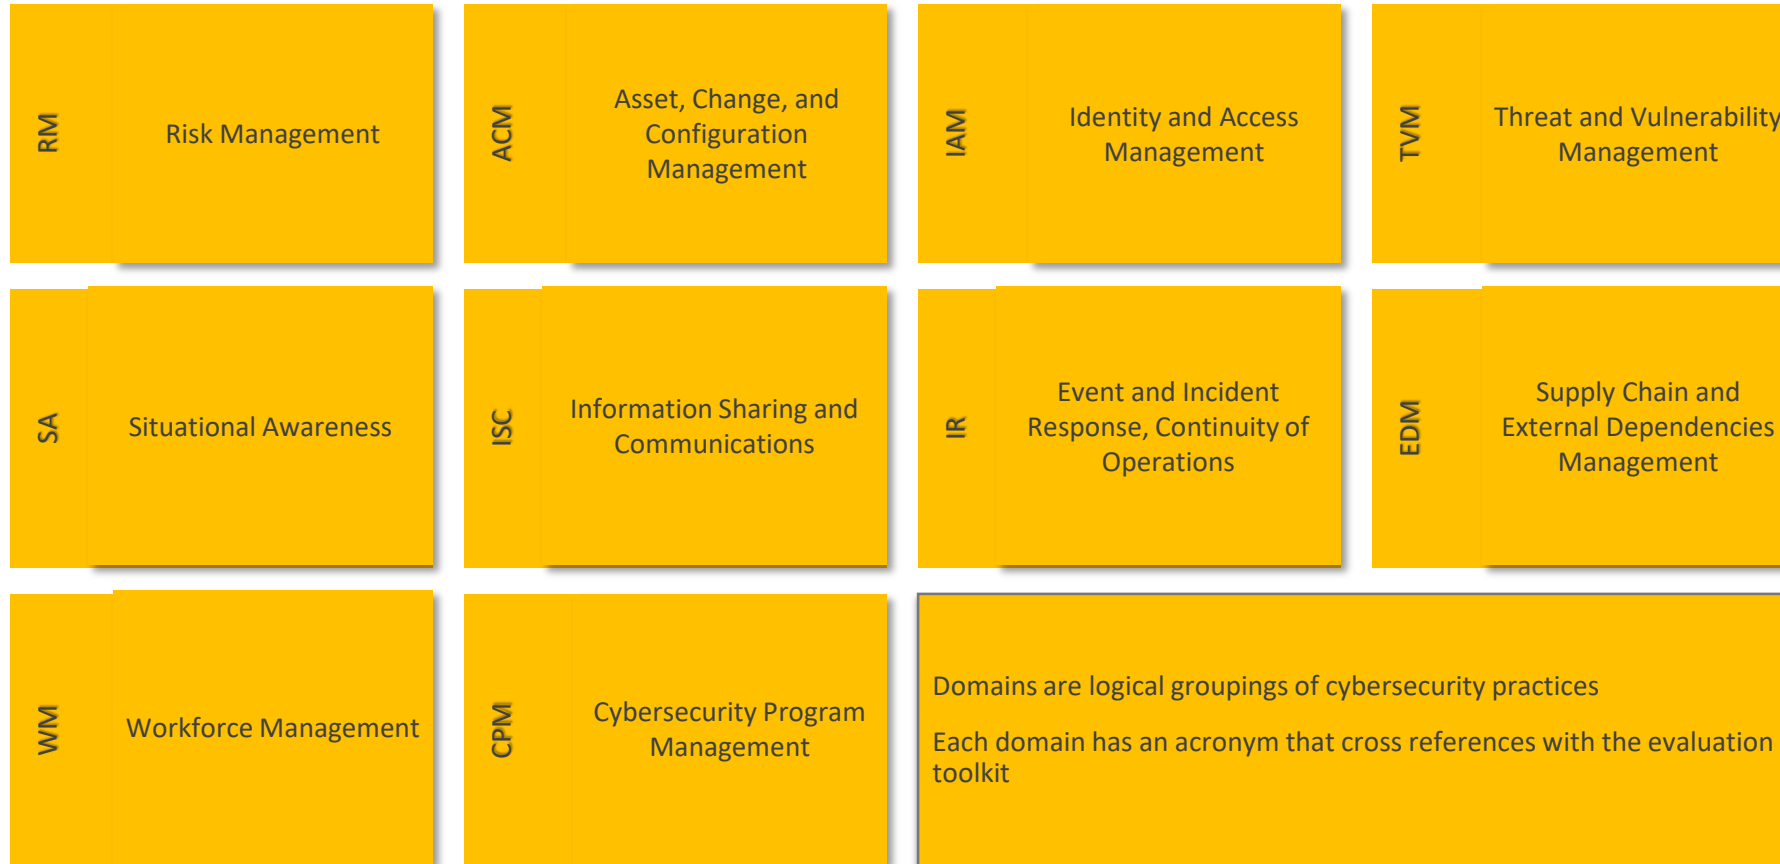 RM
Risk Management
ACM
Asset, Change, and
Configuration
Management
IAM
Identity and Access
Management
TVM
Threat and Vulnerability
Management
SA
Situational Awareness
ISC
Information Sharing and
Communications
IR
Event and Incident
Response, Continuity of
Operations
EDM
Supply Chain and
External Dependencies
Management
WM
Workforce Management
CPM
Cybersecurity Program
Management
Domains are logical groupings of cybersecurity practices
Each domain has an acronym that cross references with the evaluation
toolkit